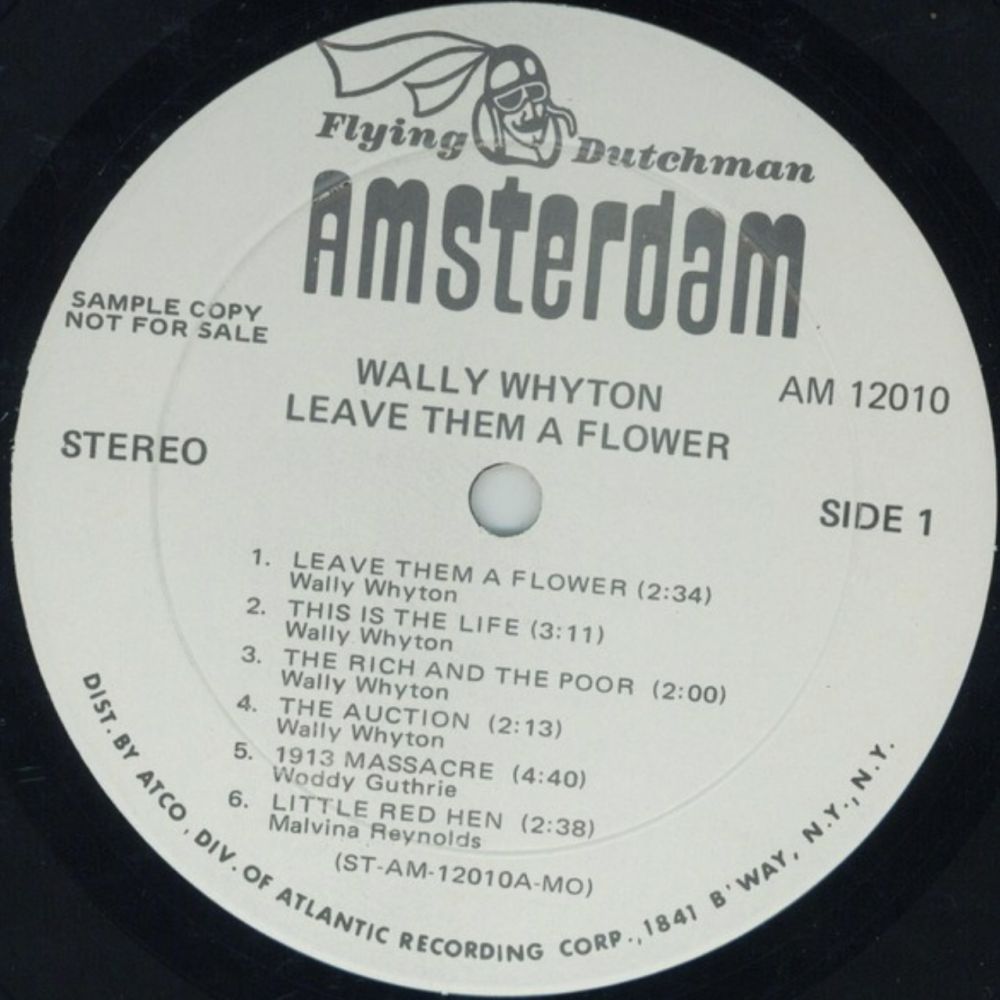 Flying Dutchman
Amsterdam
SAMPLE COPY
NOT FOR SALE
WALLY WHYTON
LEAVE THEM A FLOWER
AM 12010
STEREO
SIDE 1
1. LEAVE THEM A FLOWER (2:34)
Wally Whyton
2. THIS IS THE LIFE (3:11)
Wally Whyton
3. THE RICH AND THE POOR (2:00)
Wally Whyton
4. THE AUCTION (2:13)
Wally Whyton
5. 1913 MASSACRE (4:40)
Woddy Guthrie
6. LITTLE RED HEN (2:38)
Malvina Reynolds
(ST-AM-12010A-MO)
DIST. BY ATCO, DIV. OF ATLANTIC RECORDING CORP., 1841 B'WAY, N.Y., N.Y.